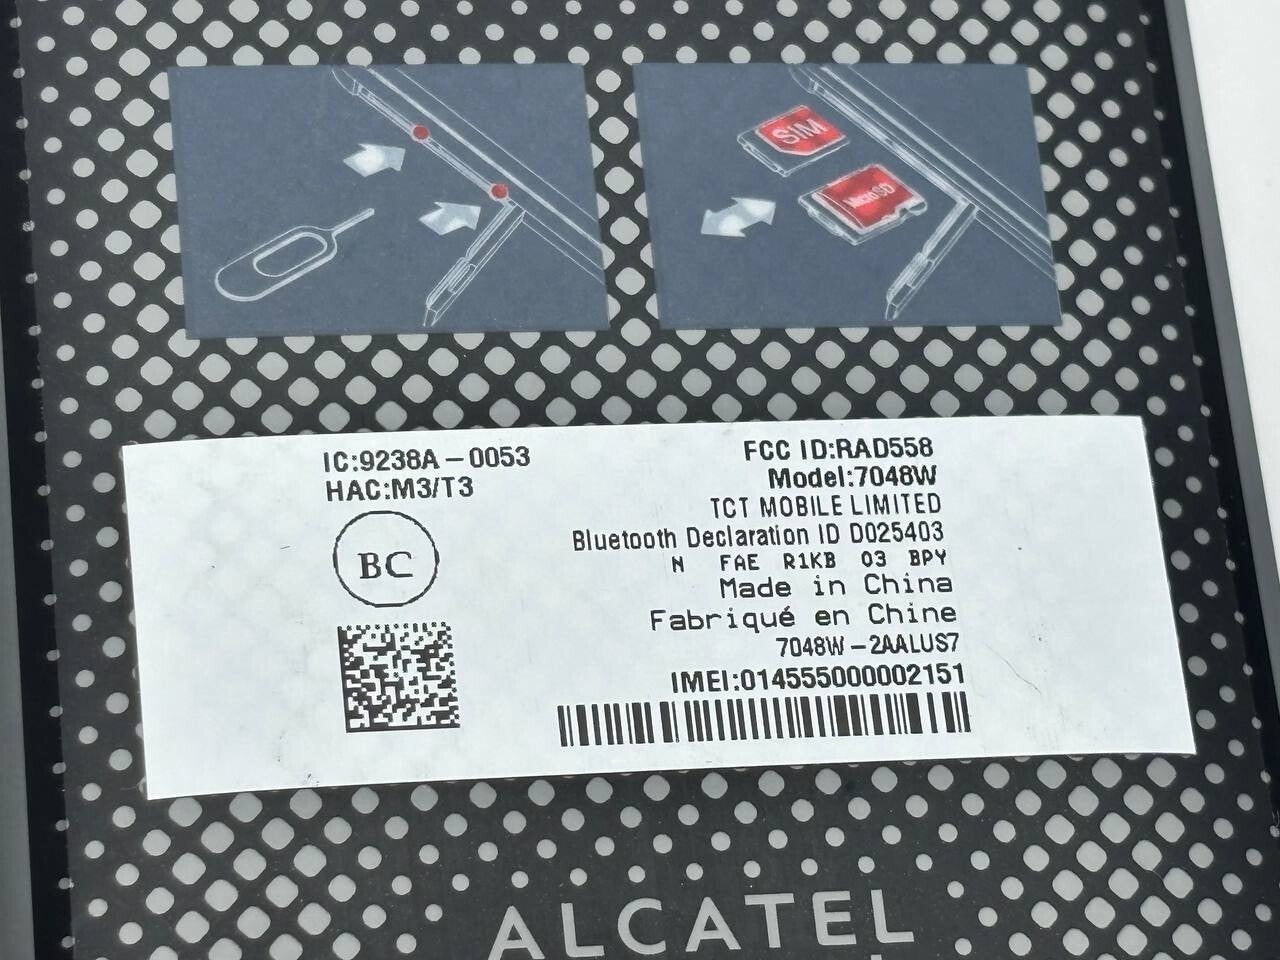 SIM
MICRO SD
IC:9238A-0053
HAC:M3/T3
BC
FCC ID:RAD558
Model:7048W
TCT MOBILE LIMITED
Bluetooth Declaration ID D025403
N FAE R1KB 03 BPY
Made in China
Fabriqué en Chine
7048W-2AALUS7
IMEI:014555000002151
ALCATEL